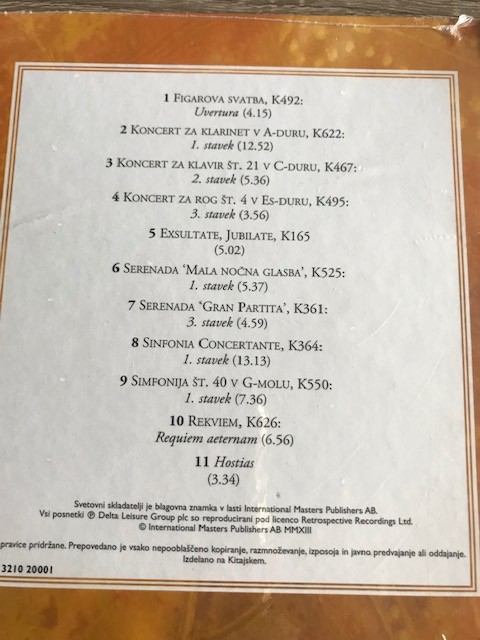 1 Figarova svatba, K492:
Uvertura (4.15)
2 Koncert za klarinet v A-duru, K622:
1. stavek (12.52)
3 Koncert za klavir št. 21 v C-duru, K467:
2. stavek (5.36)
4 Koncert za rog št. 4 v Es-duru, K495:
3. stavek (3.56)
5 Exsultate, Jubilate, K165
(5.02)
6 Serenada ‘Mala nočna glasba’, K525:
1. stavek (5.37)
7 Serenada ‘Gran Partita’, K361:
3. stavek (4.59)
8 Sinfonia Concertante, K364:
1. stavek (13.13)
9 Simfonija št. 40 v G-molu, K550:
1. stavek (7.36)
10 Rekviem, K626:
Requiem aeternam (6.56)
11 Hostias
(3.34)
Svetovni skladatelji je blagovna znamka v lasti International Masters Publishers AB.
Vsi posnetki ℗ Delta Leisure Group plc so reproducirani pod licenco Retrospective Recordings Ltd.
© International Masters Publishers AB MMXIII
pravice pridržane. Prepovedano je vsako nepooblaščeno kopiranje, razmnoževanje, izposoja in javno predvajanje ali oddajanje.
Izdelano na Kitajskem.
3210 20001